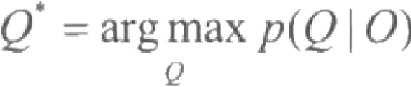 Q* = arg max p(Q | O)
Q